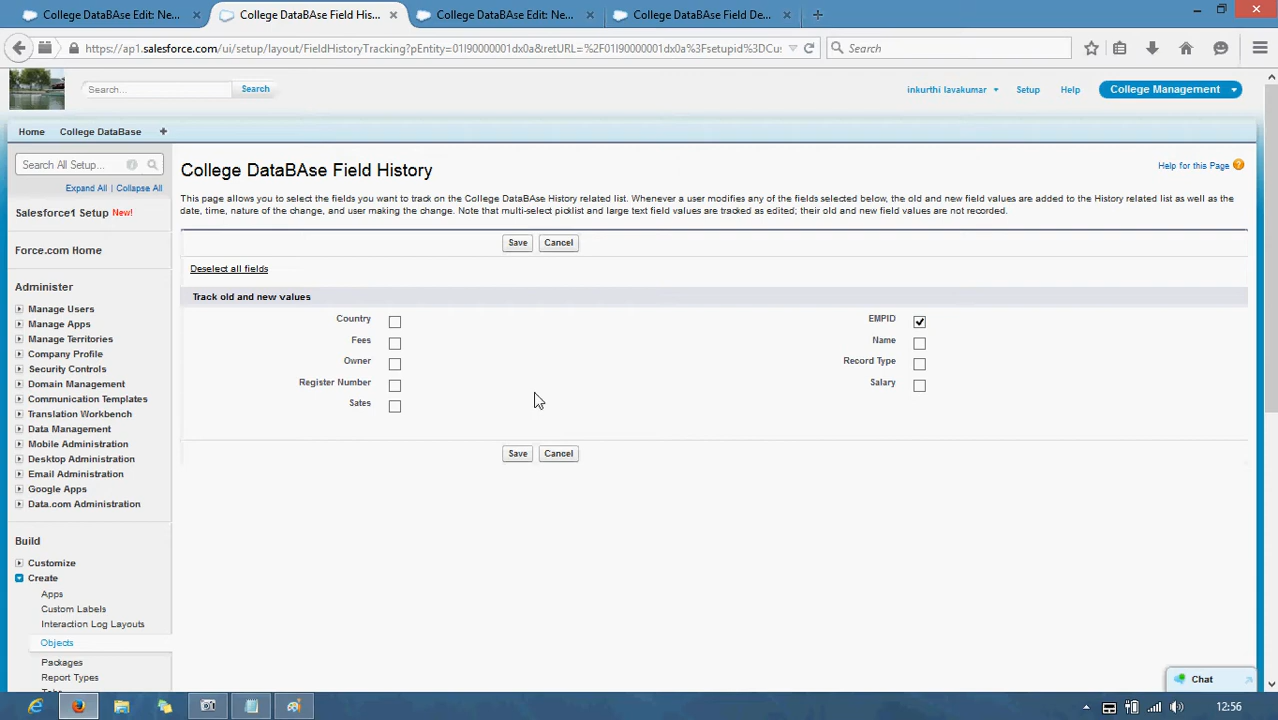 College DataBAse Edit: Ne...
College DataBAse Field His...
College DataBAse Edit: Ne...
College DataBAse Field De...
https://ap1.salesforce.com/ui/setup/layout/FieldHistoryTracking?pEntity=01I90000001dx0a&retURL=%2F01I90000001dx0a%3Fsetupid%3DCus
Search
Search...
Search
inkurthi lavakumar
Setup
Help
College Management
Home
College DataBase
Search All Setup...
Expand All | Collapse All
Salesforce1 Setup New!
Force.com Home
Administer
Manage Users
Manage Apps
Manage Territories
Company Profile
Security Controls
Domain Management
Communication Templates
Translation Workbench
Data Management
Mobile Administration
Desktop Administration
Email Administration
Google Apps
Data.com Administration
Build
Customize
Create
Apps
Custom Labels
Interaction Log Layouts
Objects
Packages
Report Types
College DataBAse Field History
Help for this Page
This page allows you to select the fields you want to track on the College DataBAse History related list. Whenever a user modifies any of the fields selected below, the old and new field values are added to the History related list as well as the
date, time, nature of the change, and user making the change. Note that multi-select picklist and large text field values are tracked as edited; their old and new field values are not recorded.
Save Cancel
Deselect all fields
Track old and new values
Country
EMPID
Fees
Name
Owner
Record Type
Register Number
Salary
Sates
Save Cancel
Chat
12:56